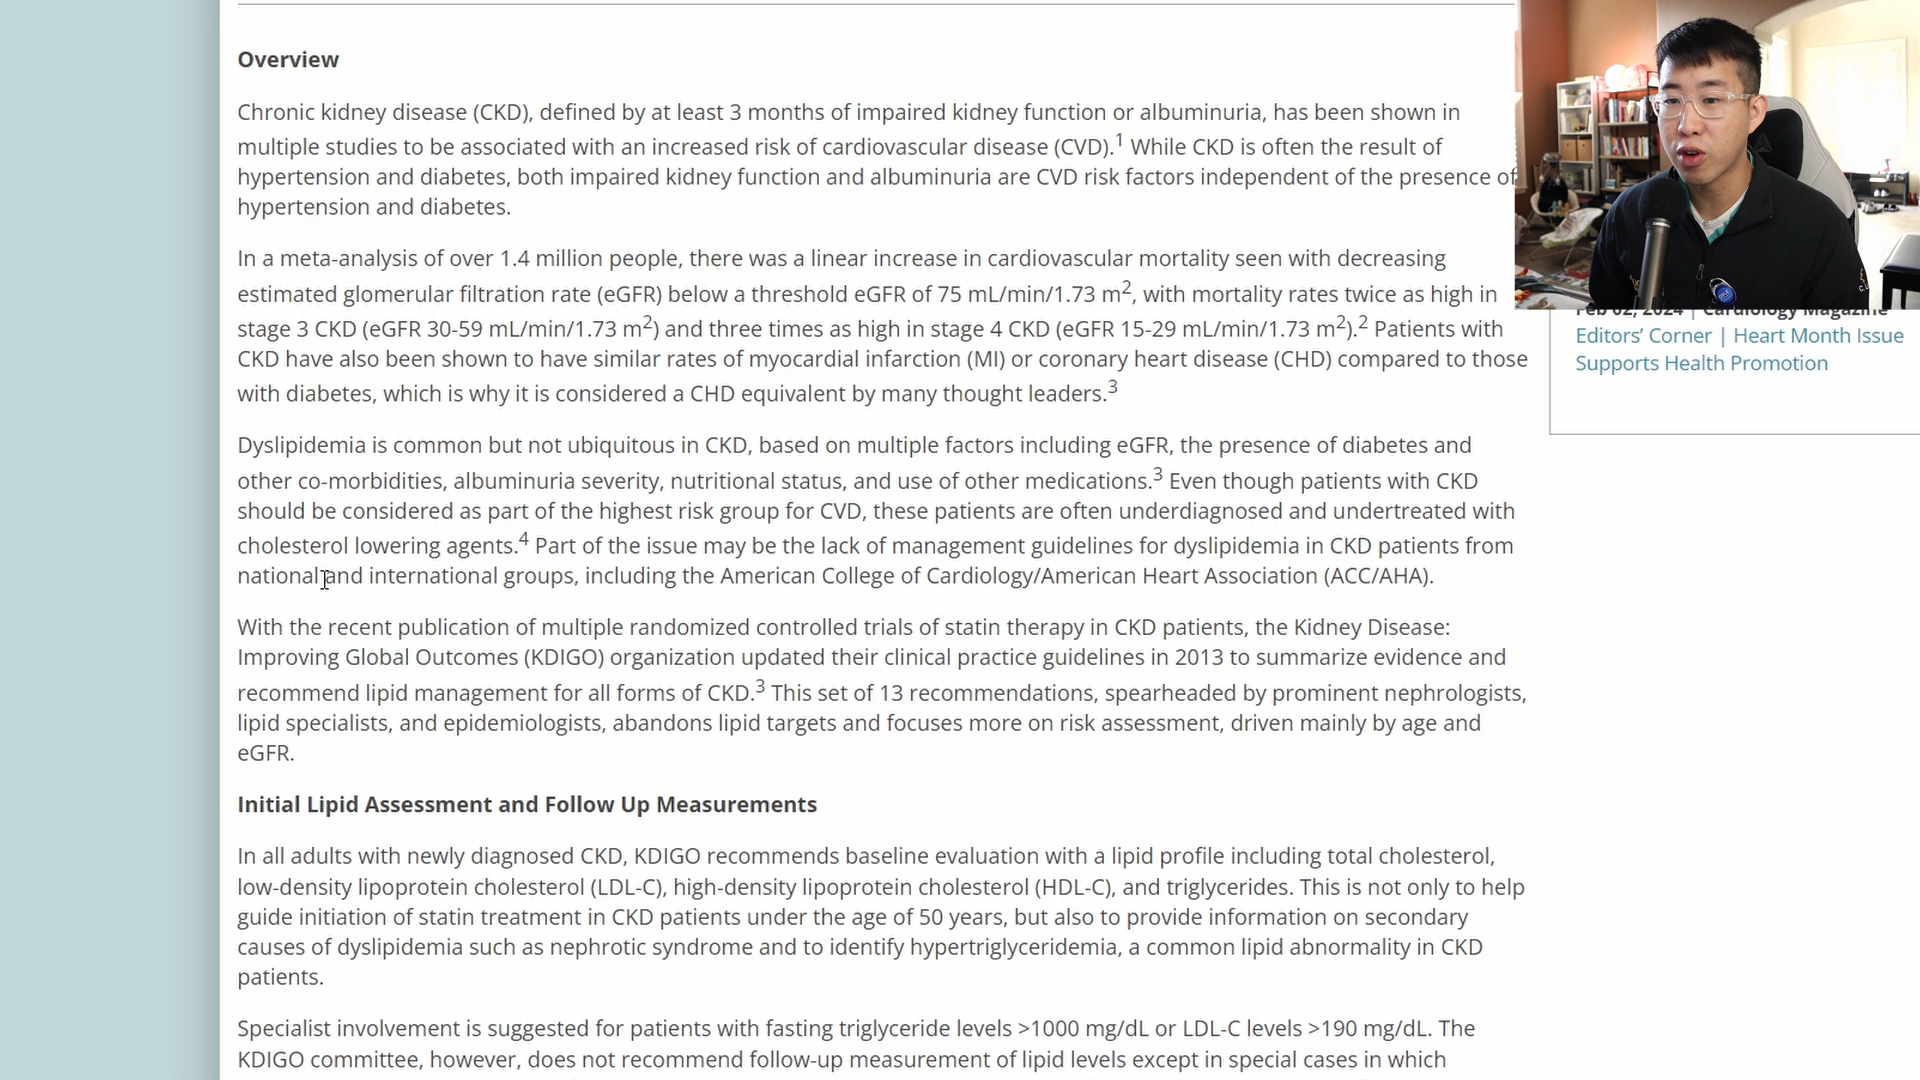 Overview
Chronic kidney disease (CKD), defined by at least 3 months of impaired kidney function or albuminuria, has been shown in
multiple studies to be associated with an increased risk of cardiovascular disease (CVD).1 While CKD is often the result of
hypertension and diabetes, both impaired kidney function and albuminuria are CVD risk factors independent of the presence of
hypertension and diabetes.
In a meta-analysis of over 1.4 million people, there was a linear increase in cardiovascular mortality seen with decreasing
estimated glomerular filtration rate (eGFR) below a threshold eGFR of 75 mL/min/1.73 m2, with mortality rates twice as high in
stage 3 CKD (eGFR 30-59 mL/min/1.73 m2) and three times as high in stage 4 CKD (eGFR 15-29 mL/min/1.73 m2).2 Patients with
CKD have also been shown to have similar rates of myocardial infarction (MI) or coronary heart disease (CHD) compared to those
with diabetes, which is why it is considered a CHD equivalent by many thought leaders.3
Dyslipidemia is common but not ubiquitous in CKD, based on multiple factors including eGFR, the presence of diabetes and
other co-morbidities, albuminuria severity, nutritional status, and use of other medications.3 Even though patients with CKD
should be considered as part of the highest risk group for CVD, these patients are often underdiagnosed and undertreated with
cholesterol lowering agents.4 Part of the issue may be the lack of management guidelines for dyslipidemia in CKD patients from
national and international groups, including the American College of Cardiology/American Heart Association (ACC/AHA).
With the recent publication of multiple randomized controlled trials of statin therapy in CKD patients, the Kidney Disease:
Improving Global Outcomes (KDIGO) organization updated their clinical practice guidelines in 2013 to summarize evidence and
recommend lipid management for all forms of CKD.3 This set of 13 recommendations, spearheaded by prominent nephrologists,
lipid specialists, and epidemiologists, abandons lipid targets and focuses more on risk assessment, driven mainly by age and
eGFR.
Initial Lipid Assessment and Follow Up Measurements
In all adults with newly diagnosed CKD, KDIGO recommends baseline evaluation with a lipid profile including total cholesterol,
low-density lipoprotein cholesterol (LDL-C), high-density lipoprotein cholesterol (HDL-C), and triglycerides. This is not only to help
guide initiation of statin treatment in CKD patients under the age of 50 years, but also to provide information on secondary
causes of dyslipidemia such as nephrotic syndrome and to identify hypertriglyceridemia, a common lipid abnormality in CKD
patients.
Specialist involvement is suggested for patients with fasting triglyceride levels >1000 mg/dL or LDL-C levels >190 mg/dL. The
KDIGO committee, however, does not recommend follow-up measurement of lipid levels except in special cases in which
Feb 02, 2024 | Cardiology Magazine
Editors' Corner | Heart Month Issue
Supports Health Promotion